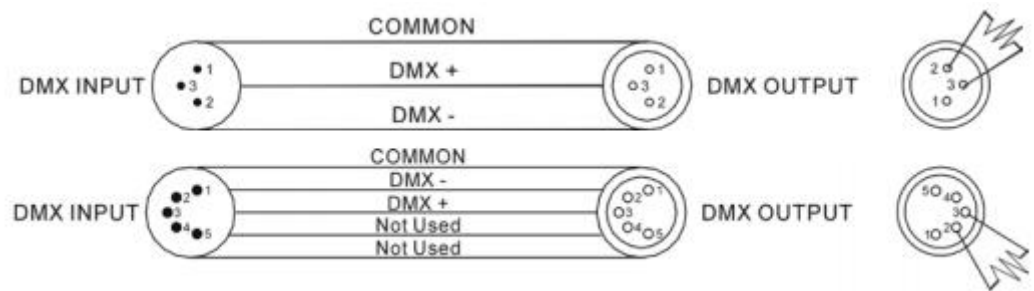 COMMON
1
3
2
DMX INPUT
DMX +
DMX -
1
3
2
DMX OUTPUT
2
3
1
COMMON
DMX -
DMX +
Not Used
Not Used
DMX INPUT
1
2
3
4
5
1
2
3
4
5
DMX OUTPUT
5
4
3
2
1